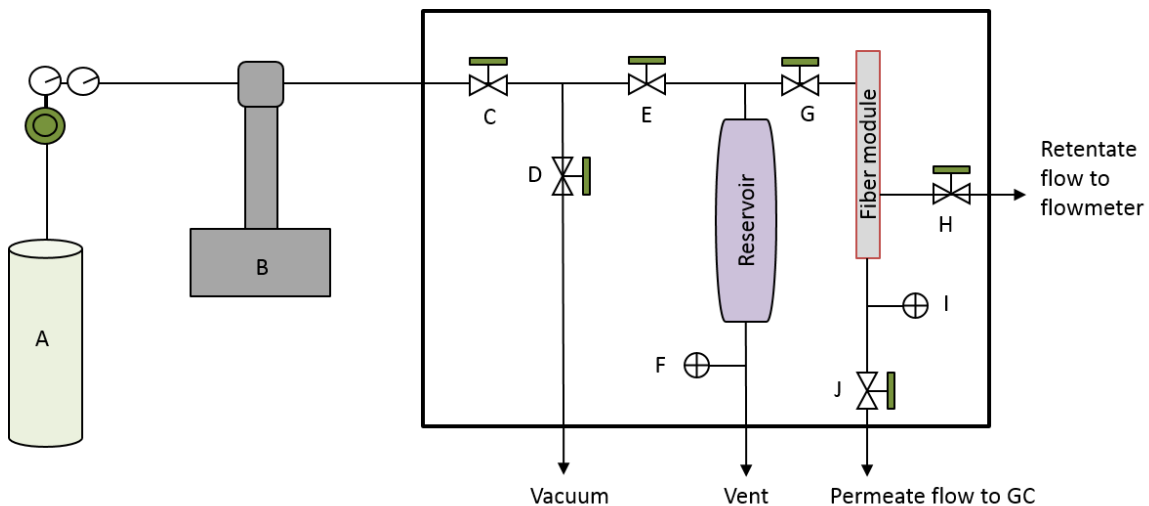 C
E
G
Fiber module
Retentate
flow to
flowmeter
D
Reservoir
H
B
A
I
F
J
Vacuum
Vent
Permeate flow to GC